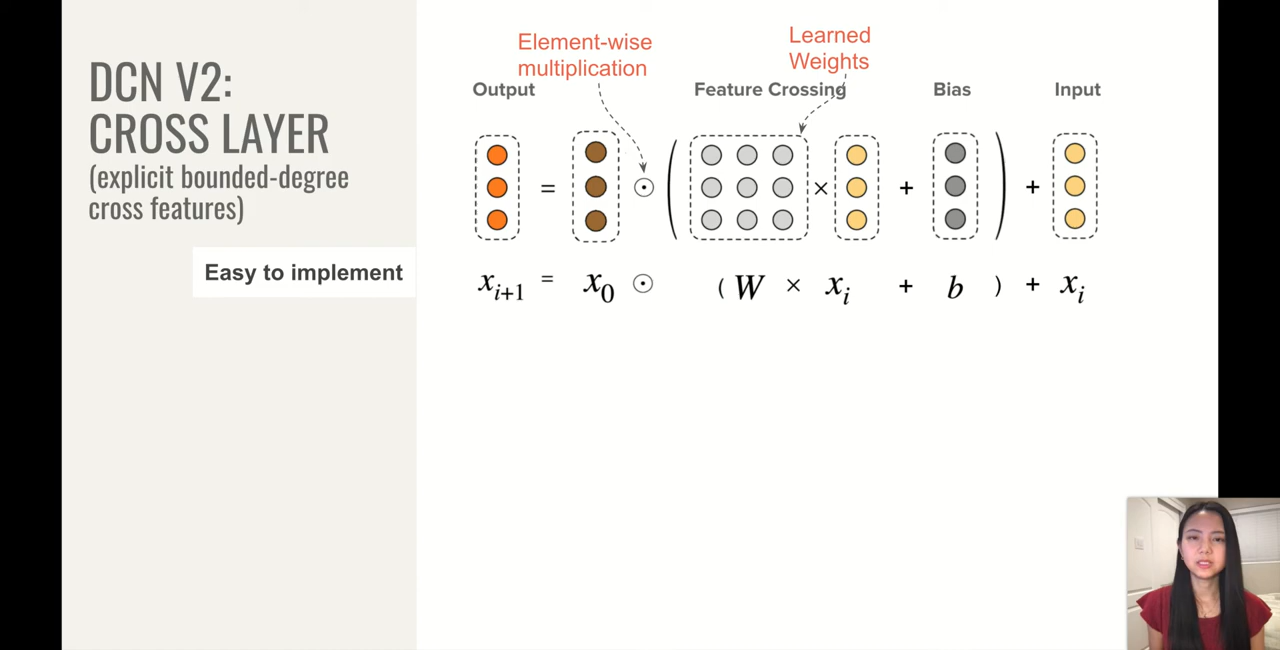 DCN V2:
CROSS LAYER
(explicit bounded-degree
cross features)
Easy to implement
Element-wise
multiplication
Learned
Weights
Output
Feature Crossing
Bias
Input
= ⊙ ( × + ) +
x_{i+1} = x_0 ⊙ ( W × x_i + b ) + x_i